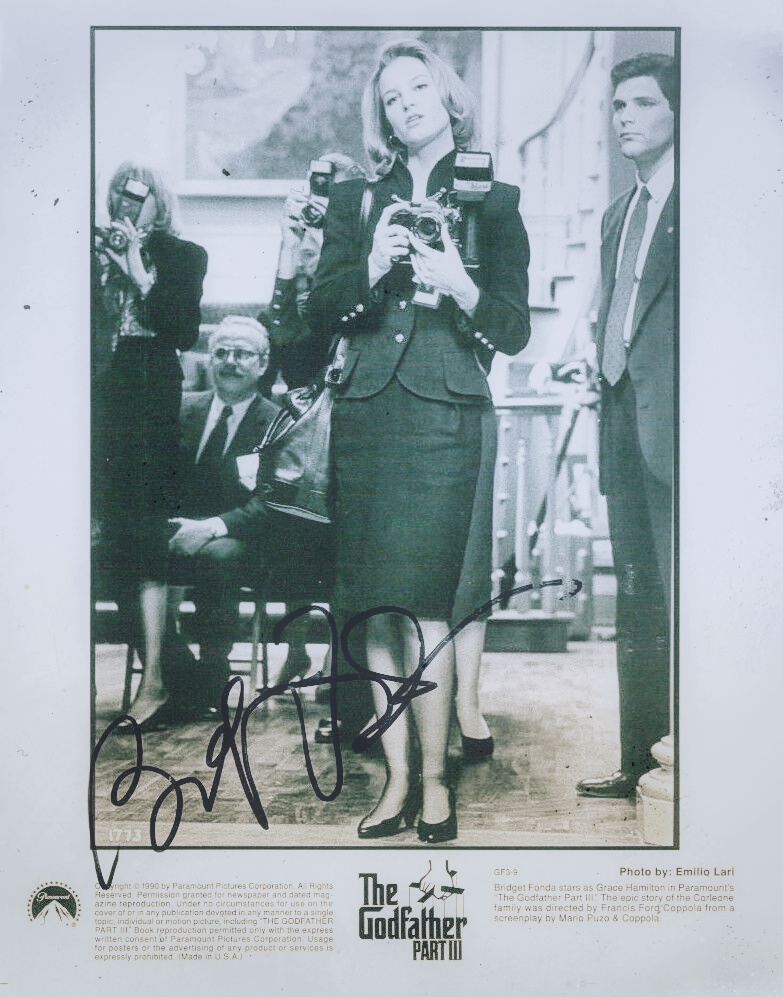 1773
Copyright © 1990 by Paramount Pictures Corporation. All Rights
Reserved. Permission granted for newspaper and dated mag-
azine reproduction. Under no circumstances for use on the
cover of or in any publication devoted in any manner to a single
topic, individual or motion picture, including "THE GODFATHER
PART III." Book reproduction permitted only with the express
written consent of Paramount Pictures Corporation. Usage
for posters or the advertising of any product or services is
expressly prohibited. (Made in U.S.A.)
Paramount
The
Godfather
PART III
GF3-9
Photo by: Emilio Lari
Bridget Fonda stars as Grace Hamilton in Paramount's
"The Godfather Part III." The epic story of the Corleone
family was directed by Francis Ford Coppola from a
screenplay by Mario Puzo & Coppola.